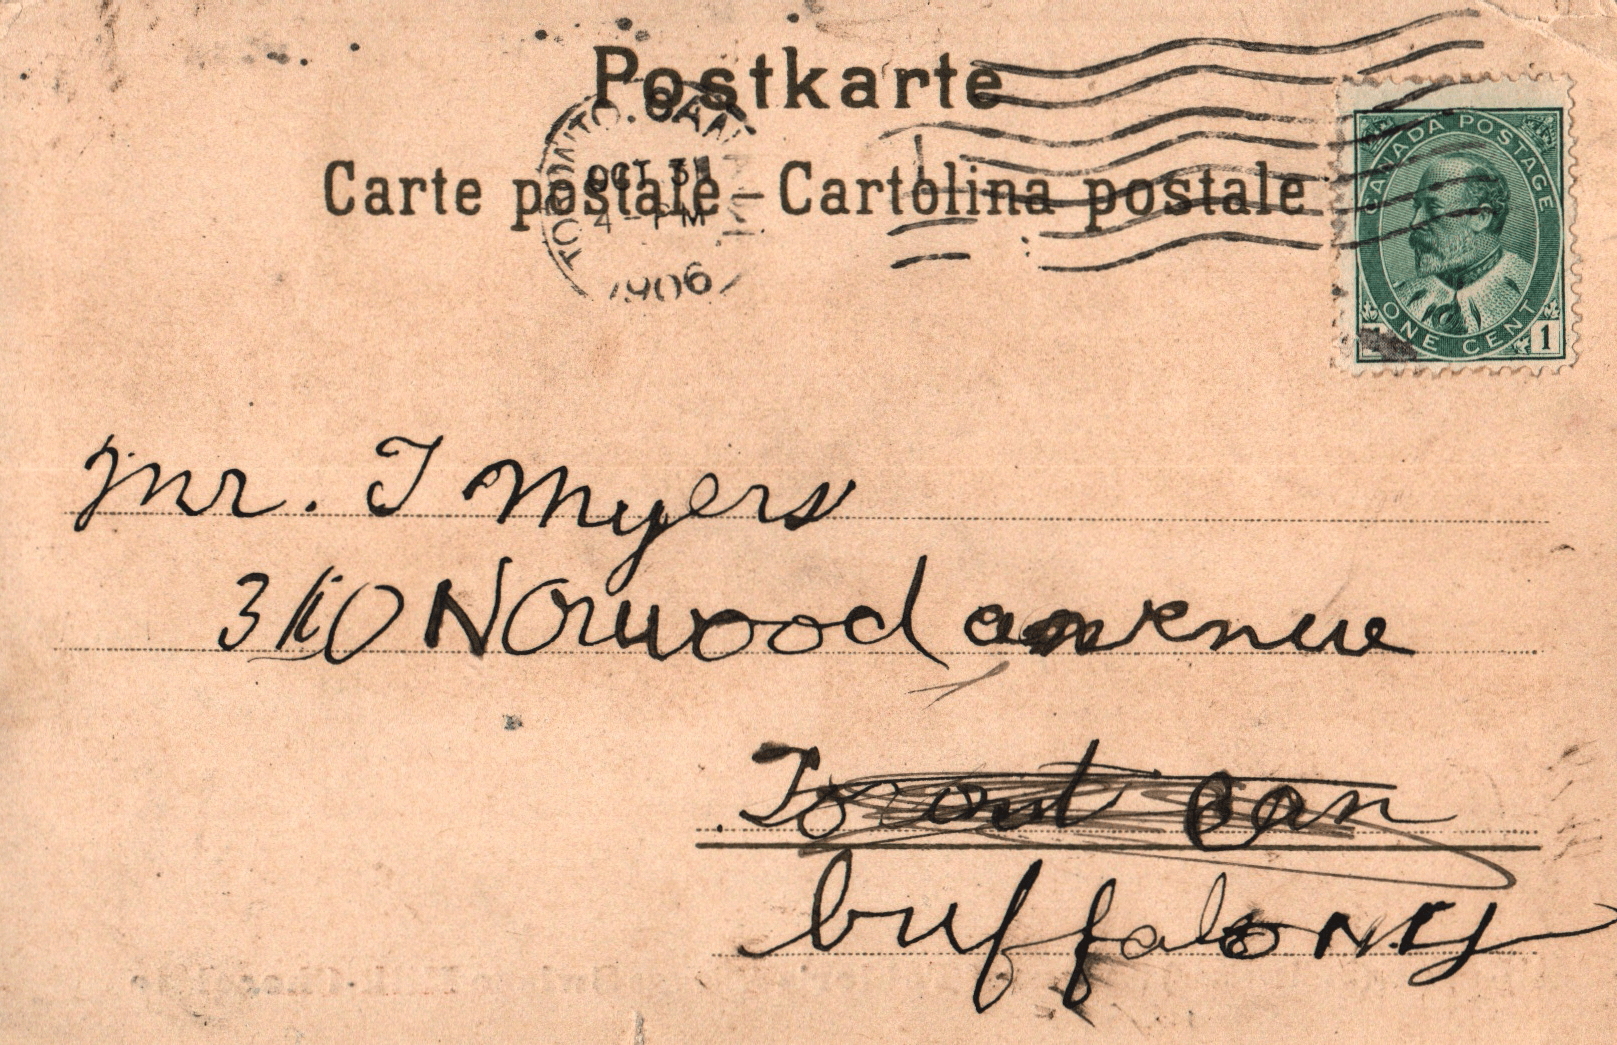 Postkarte
TORONTO. CAN.
Carte postale – Cartolina postale
OCT 31
4 - PM
1906
CANADA POSTAGE
ONE CENT
1
Mr. I Myers
Norwood avenue
Toront Can
buffalo N.Y